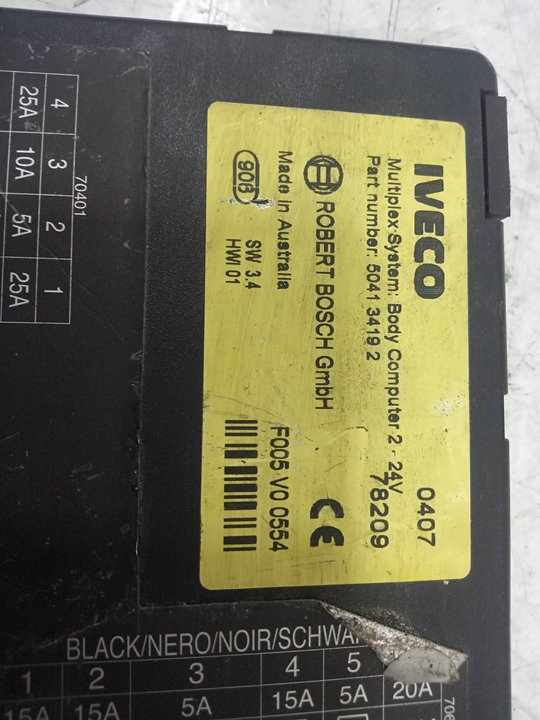 IVECO
0407
Multiplex System: Body Computer 2 - 24V
Part number: 5041 3419 2
78209
ROBERT BOSCH GmbH
CE
Made in Australia
F005 V0 0554
906
SW 3.4
HW 01
70401
4 3 2 1
25A 10A 5A 25A
BLACK/NERO/NOIR/SCHWA
1 2 3 4 5
15A 15A 5A 15A 5A 20A